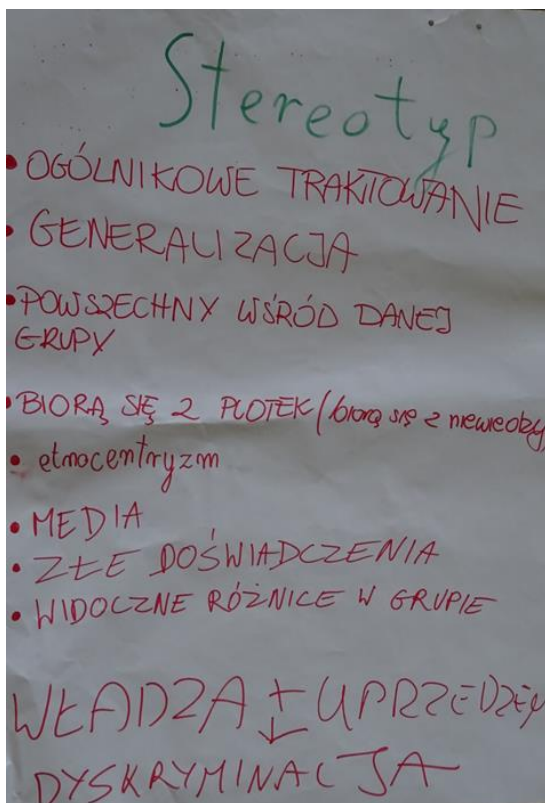 Stereotyp
• OGÓLNIKOWE TRAKTOWANIE
• GENERALIZACJA
• POWSZECHNY WŚRÓD DANEJ
GRUPY
• BIORĄ SIĘ Z PLOTEK (biorą się z niewiedzy)
• etnocentryzm
• MEDIA
• ZŁE DOŚWIADCZENIA
• WIDOCZNE RÓŻNICE W GRUPIE
WŁADZA + UPRZEDZEN
↓
DYSKRYMINACJA